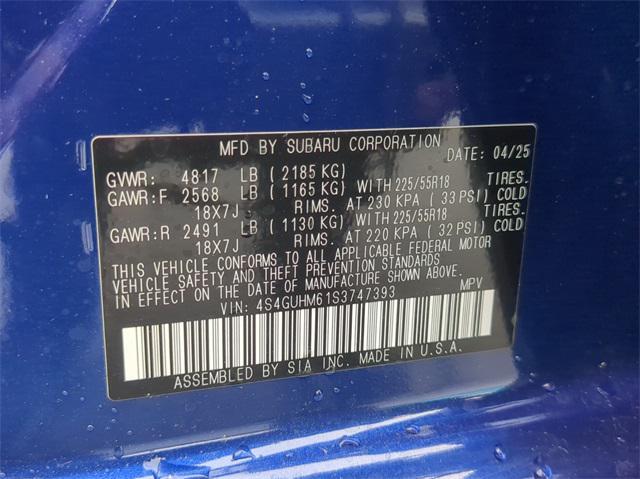 MFD BY SUBARU CORPORATION
DATE: 04/25
GVWR: 4817 LB (2185 KG)
GAWR:F 2568 LB (1165 KG) WITH 225/55R18 TIRES.
18X7J RIMS. AT 230 KPA (33 PSI) COLD
GAWR:R 2491 LB (1130 KG) WITH 225/55R18 TIRES.
18X7J RIMS. AT 220 KPA (32 PSI) COLD
THIS VEHICLE CONFORMS TO ALL APPLICABLE FEDERAL MOTOR
VEHICLE SAFETY AND THEFT PREVENTION STANDARDS
IN EFFECT ON THE DATE OF MANUFACTURE SHOWN ABOVE.
VIN: 4S4GUHM61S3747393 MPV
ASSEMBLED BY SIA INC. MADE IN U.S.A.